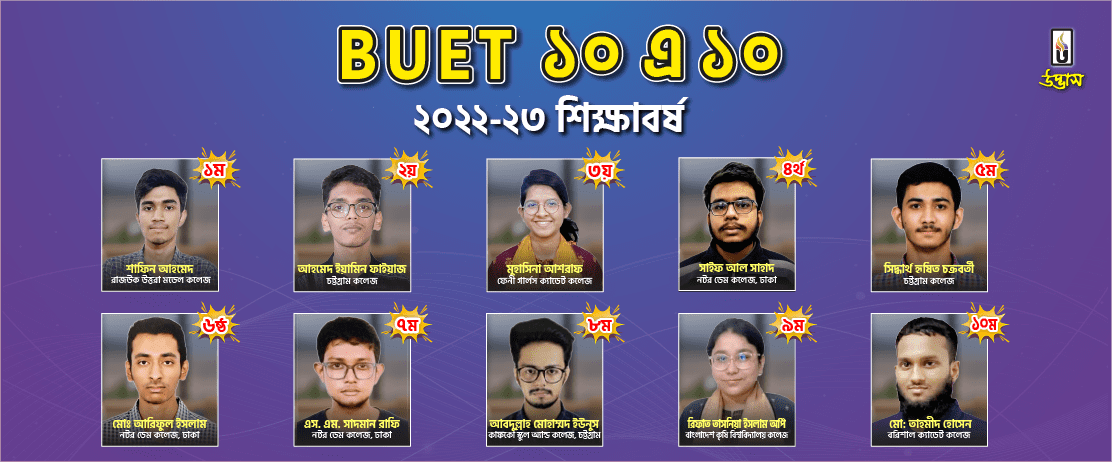 BUET ১০ এ ১০
U
উদ্ভাস
২০২২-২৩ শিক্ষাবর্ষ
১ম
শাফিন আহমেদ
রাজউক উত্তরা মডেল কলেজ
২য়
আহমেদ ইয়ামিন ফাইয়াজ
চট্টগ্রাম কলেজ
৩য়
মুহাসিনা আশরাফ
ফেনী গার্লস ক্যাডেট কলেজ
৪র্থ
সাইফ আল সাহাদ
নটর ডেম কলেজ, ঢাকা
৫ম
সিদ্ধার্থ হৃষিত চক্রবর্তী
চট্টগ্রাম কলেজ
৬ষ্ঠ
মোঃ আরিফুল ইসলাম
নটর ডেম কলেজ, ঢাকা
৭ম
এস. এম. সাদমান রাফি
নটর ডেম কলেজ, ঢাকা
৮ম
আবদুল্লাহ মোহাম্মদ ইউনূস
কাফকো স্কুল অ্যান্ড কলেজ, চট্টগ্রাম
৯ম
রিফাত তাসনিয়া ইসলাম অধি
বাংলাদেশ কৃষি বিশ্ববিদ্যালয় কলেজ
১০ম
মো: তাহমীদ হোসেন
বরিশাল ক্যাডেট কলেজ